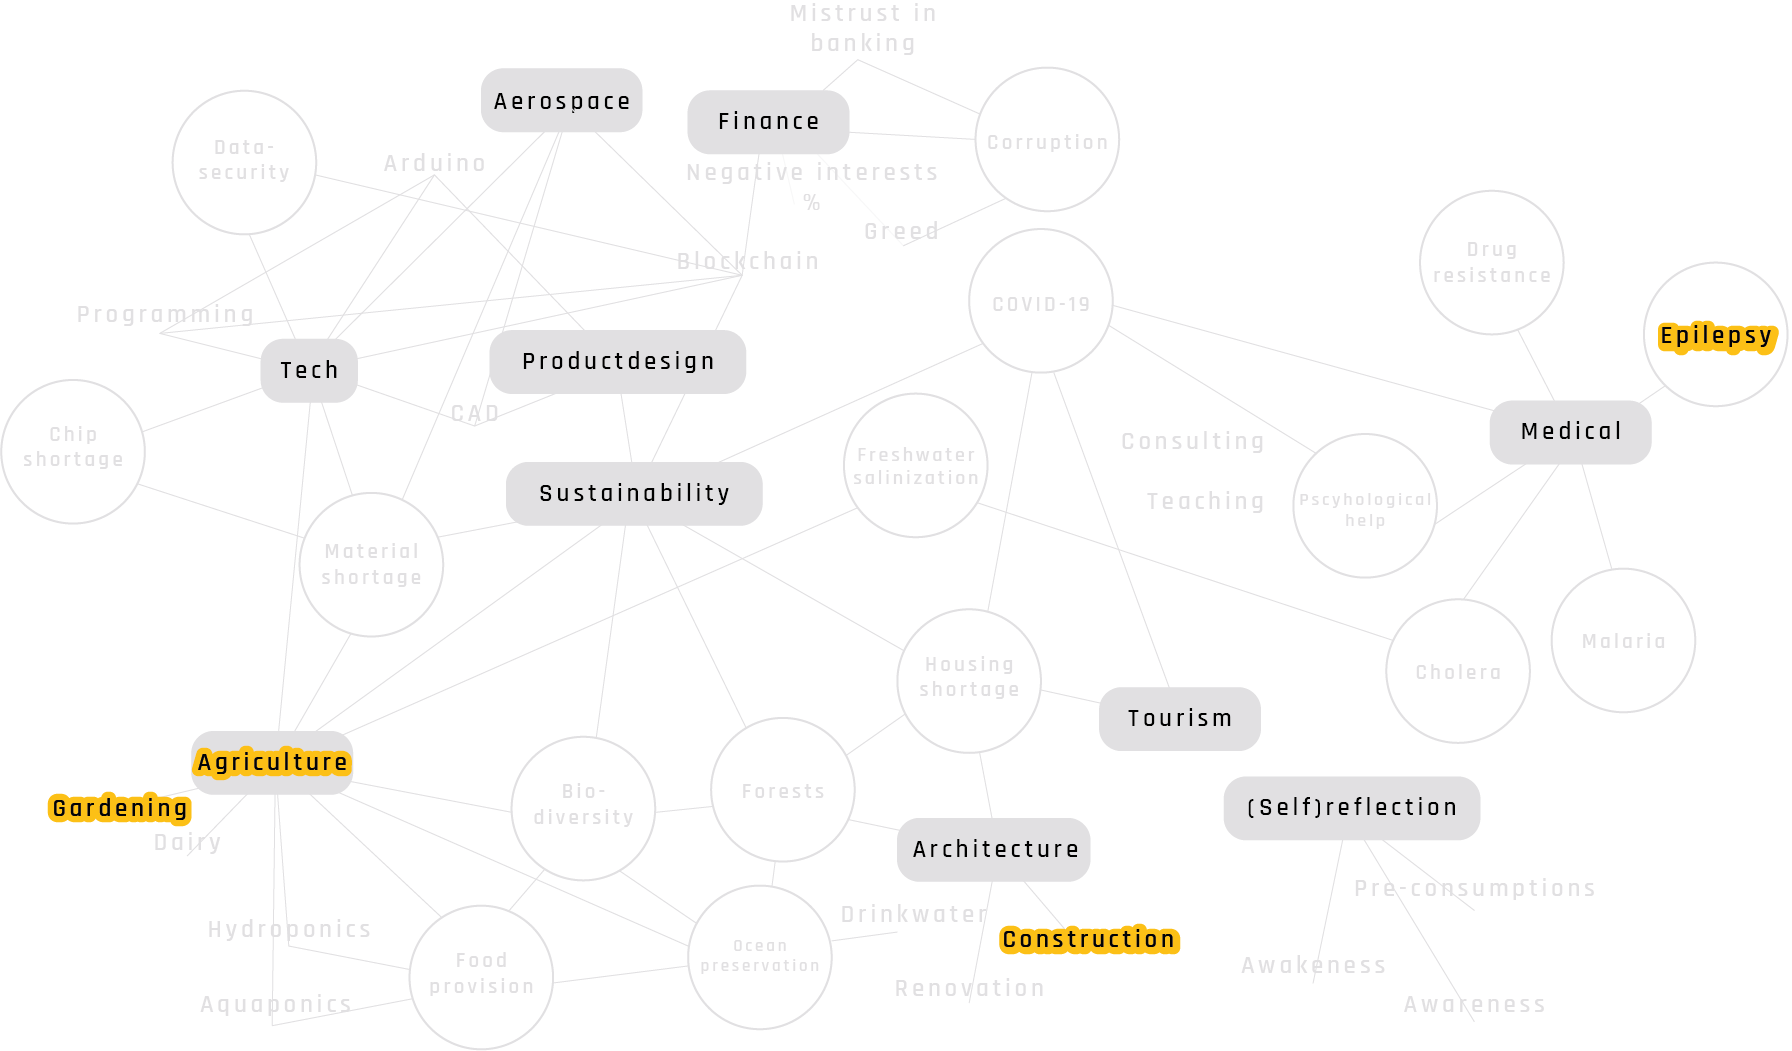 Mistrust in
banking
Aerospace
Finance
Corruption
Data-
security
Arduino
Negative interests
%
Greed
Blockchain
Programming
COVID-19
Drug
resistance
Epilepsy
Tech
Productdesign
CAD
Chip
shortage
Freshwater
salinization
Consulting
Medical
Sustainability
Teaching
Pscyhological
help
Material
shortage
Housing
shortage
Malaria
Cholera
Tourism
Agriculture
Gardening
Dairy
Bio-
diversity
Forests
Architecture
(Self)reflection
Pre-consumptions
Hydroponics
Drinkwater
Construction
Food
provision
Ocean
preservation
Awakeness
Renovation
Aquaponics
Awareness